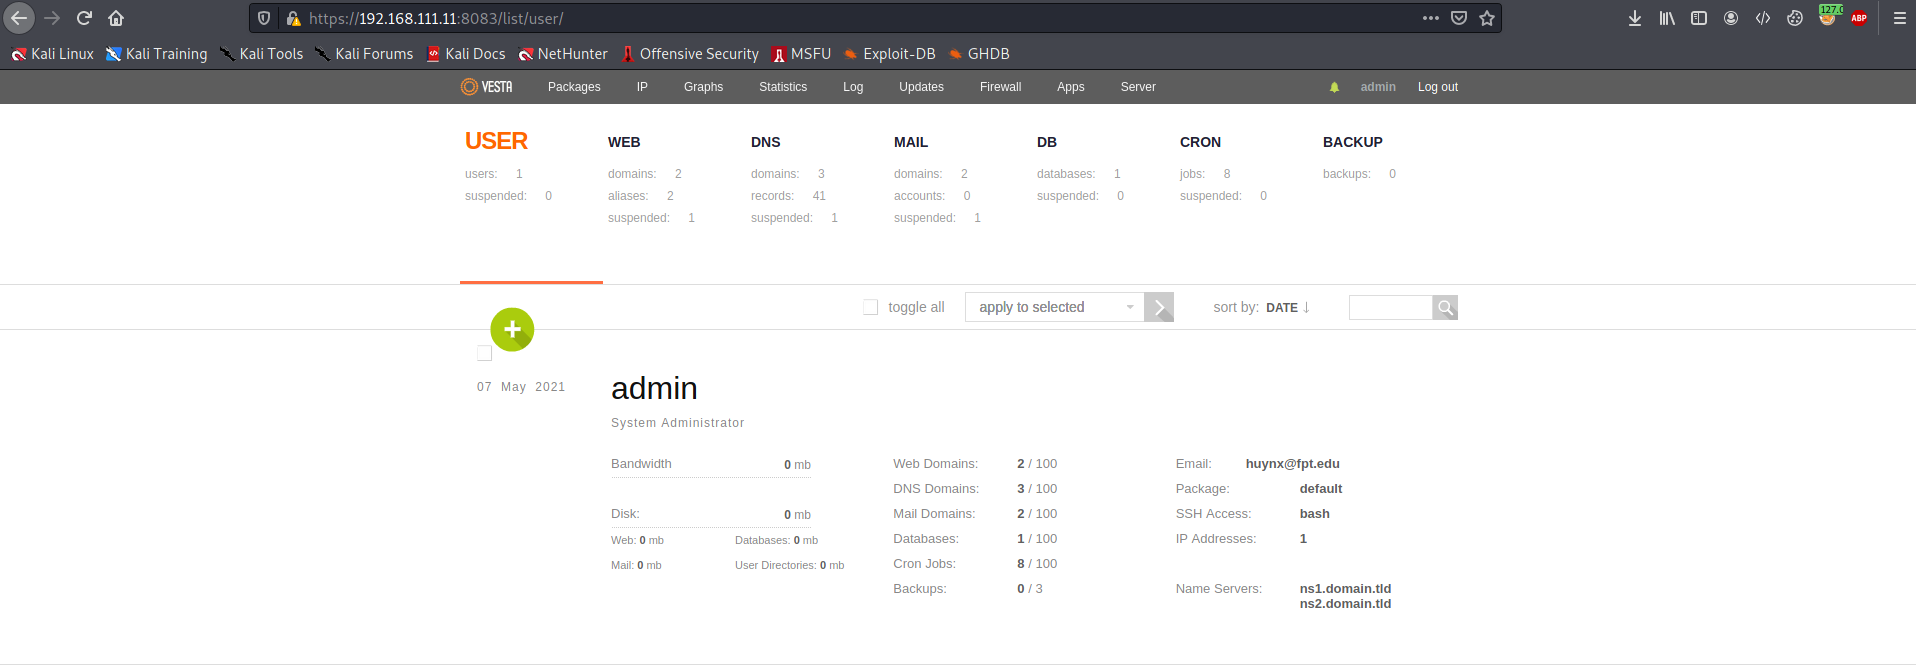 https://192.168.111.11:8083/list/user/
127.0
ABP
Kali Linux Kali Training Kali Tools Kali Forums Kali Docs NetHunter Offensive Security MSFU Exploit-DB GHDB
VESTA Packages IP Graphs Statistics Log Updates Firewall Apps Server admin Log out
USER WEB DNS MAIL DB CRON BACKUP
users: 1 domains: 2 domains: 3 domains: 2 databases: 1 jobs: 8 backups: 0
suspended: 0 aliases: 2 records: 41 accounts: 0 suspended: 0 suspended: 0
suspended: 1 suspended: 1 suspended: 1
toggle all apply to selected sort by: DATE ↓
07 May 2021 admin
System Administrator
Bandwidth 0 mb Web Domains: 2 / 100 Email: huynx@fpt.edu
DNS Domains: 3 / 100 Package: default
Disk: 0 mb Mail Domains: 2 / 100 SSH Access: bash
Web: 0 mb Databases: 0 mb Databases: 1 / 100 IP Addresses: 1
Mail: 0 mb User Directories: 0 mb Cron Jobs: 8 / 100
Backups: 0 / 3 Name Servers: ns1.domain.tld
ns2.domain.tld